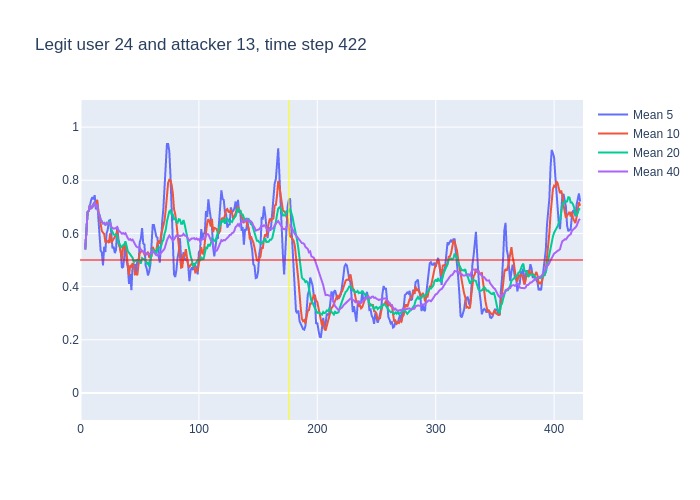 Legit user 24 and attacker 13, time step 422
Mean 5
Mean 10
Mean 20
Mean 40
1
0.8
0.6
0.4
0.2
0
0 100 200 300 400